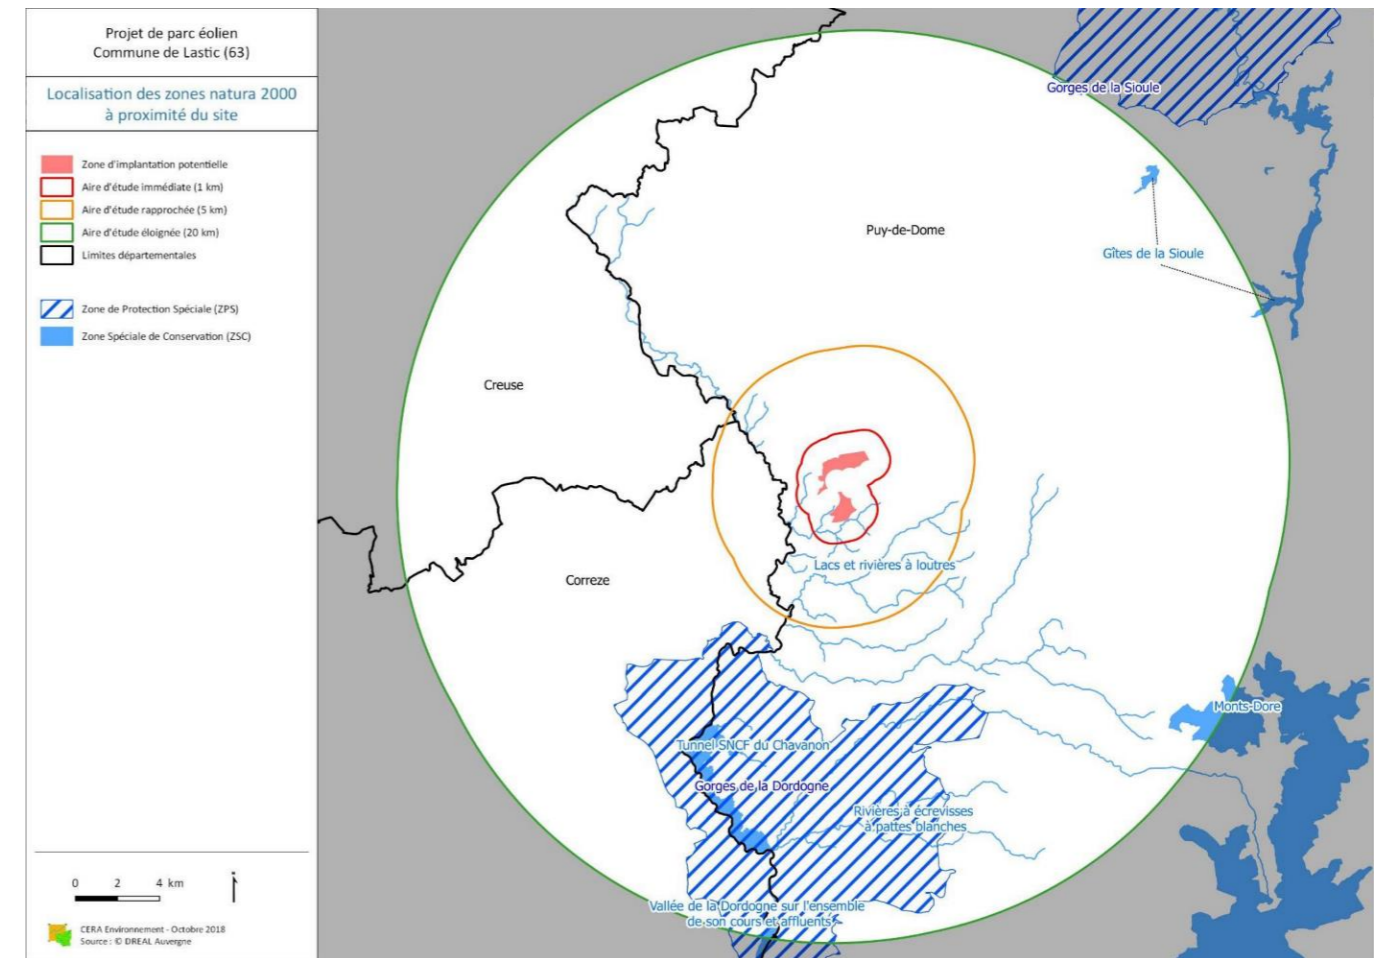 Projet de parc éolien
Commune de Lastic (63)
Localisation des zones natura 2000
à proximité du site
Zone d'implantation potentielle
Aire d'étude immédiate (1 km)
Aire d'étude rapprochée (5 km)
Aire d'étude éloignée (20 km)
Limites départementales
Zone de Protection Spéciale (ZPS)
Zone Spéciale de Conservation (ZSC)
0 2 4 km
CERA Environnement - Octobre 2018
Source : © DREAL Auvergne
Gorges de la Sioule
Puy-de-Dome
Gîtes de la Sioule
Creuse
Lacs et rivières à loutres
Correze
Monts-Dore
Tunnel SNCF du Chavanon
Gorges de la Dordogne
Rivières à écrevisses
à pattes blanches
Vallée de la Dordogne sur l'ensemble
de son cours et affluents